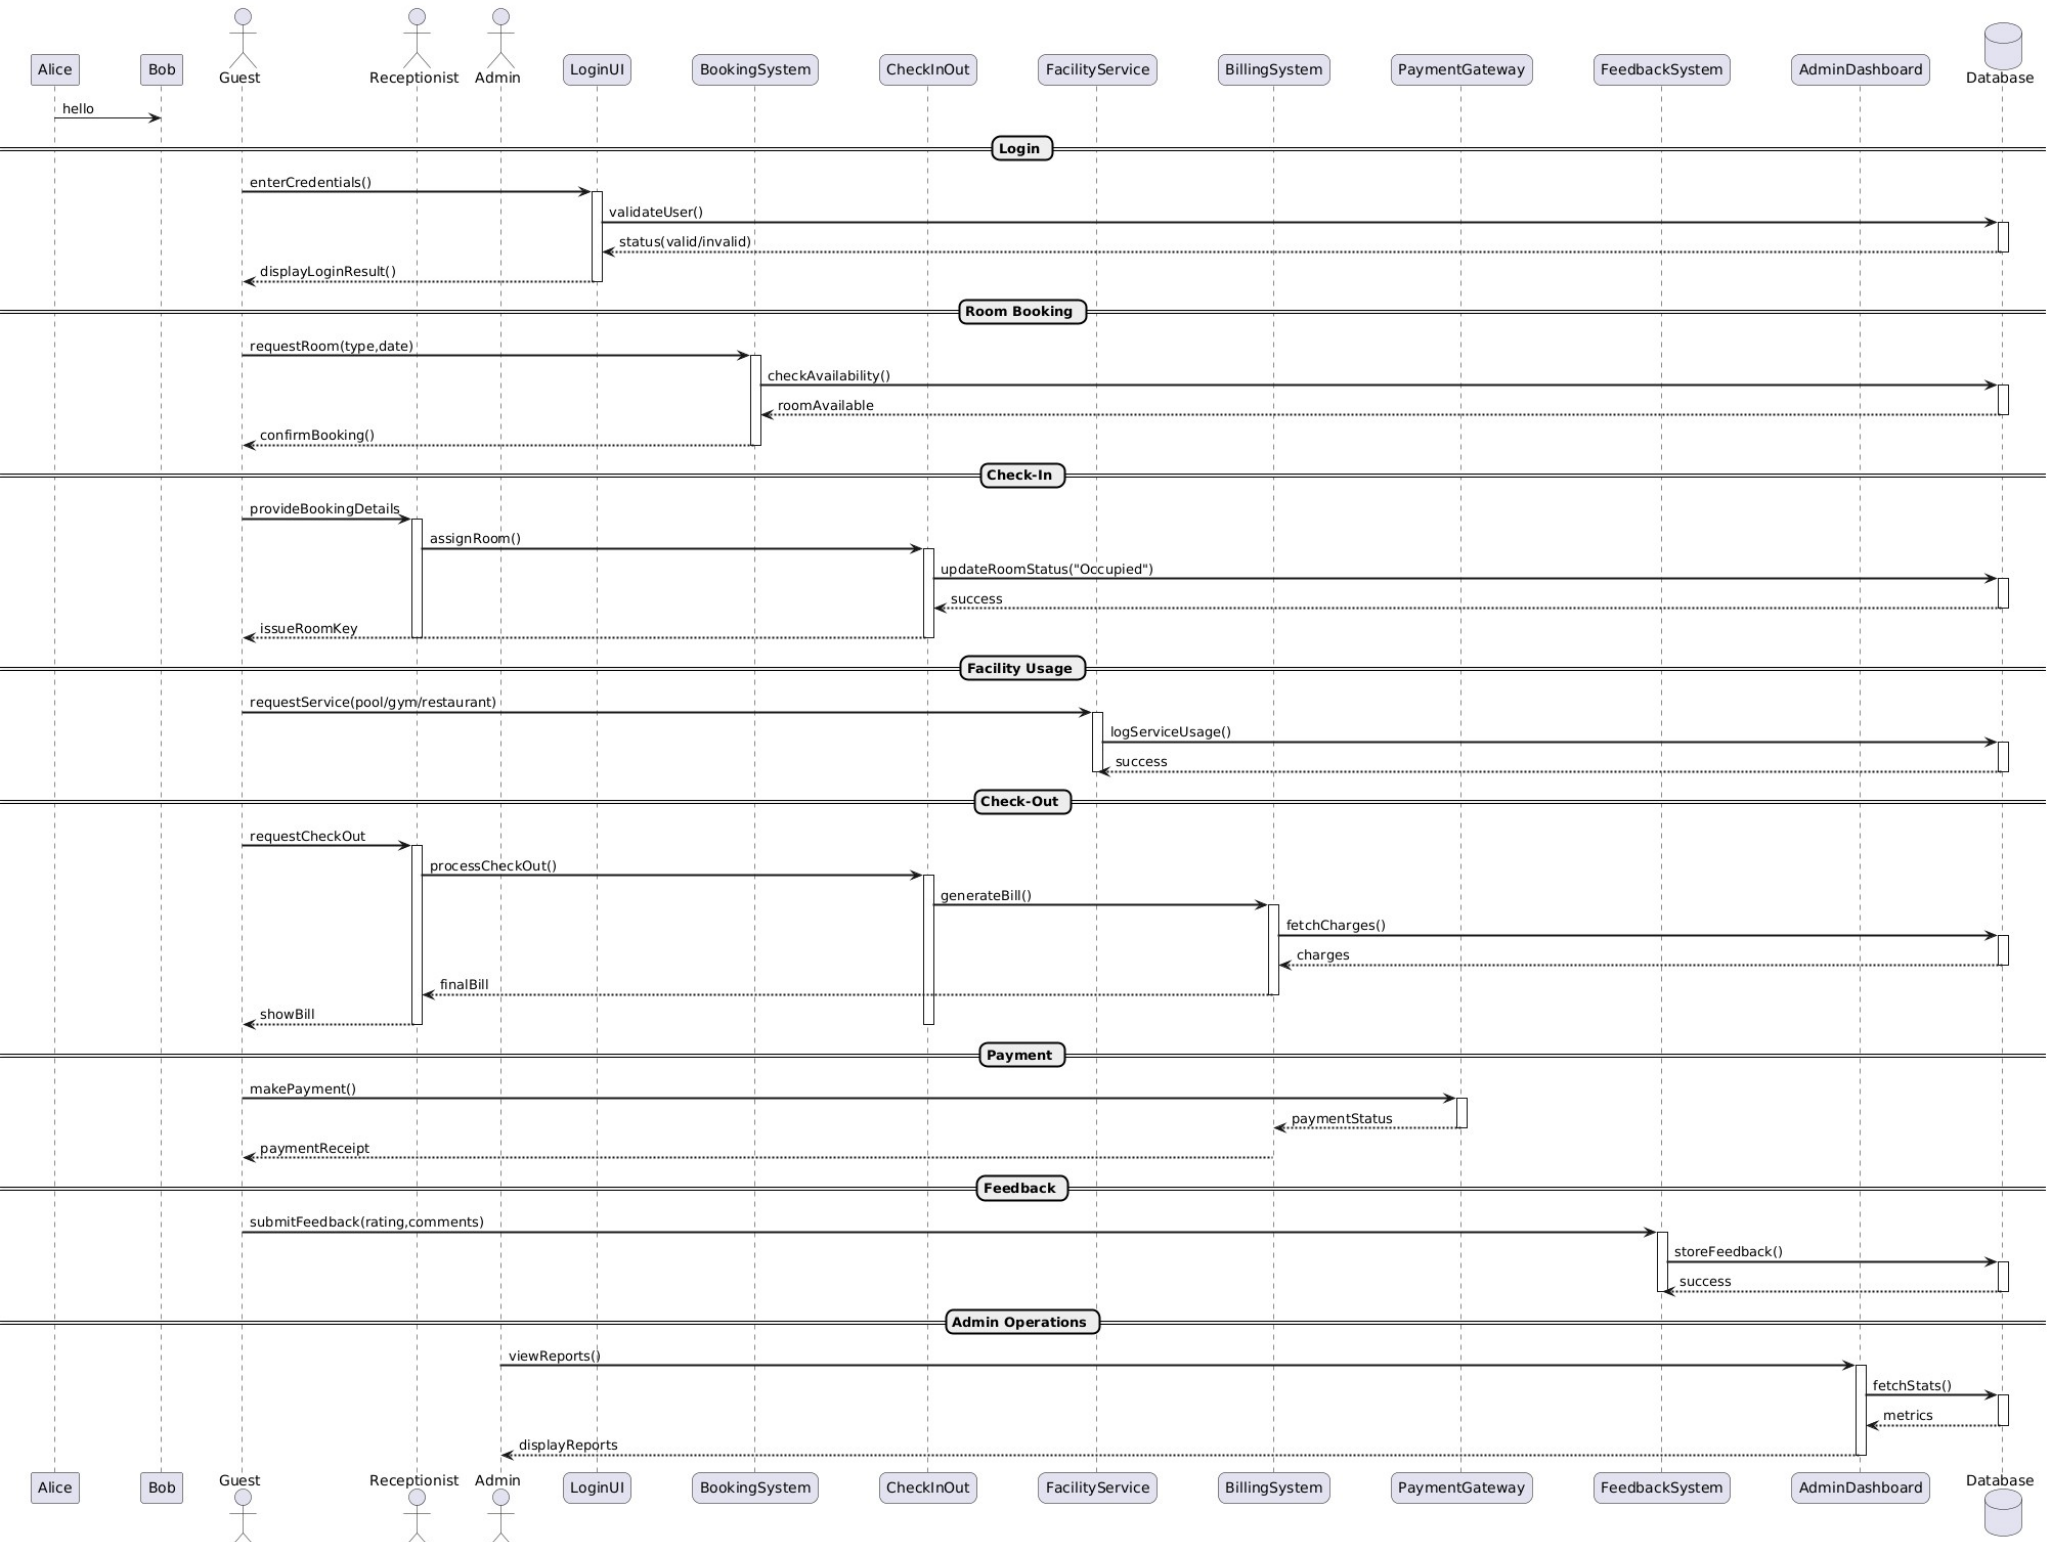 Alice
Bob
Guest
Receptionist
Admin
LoginUI
BookingSystem
CheckInOut
FacilityService
BillingSystem
PaymentGateway
FeedbackSystem
AdminDashboard
Database
hello
Login
enterCredentials()
validateUser()
status(valid/invalid)
displayLoginResult()
Room Booking
requestRoom(type,date)
checkAvailability()
roomAvailable
confirmBooking()
Check-In
provideBookingDetails
assignRoom()
updateRoomStatus("Occupied")
success
issueRoomKey
Facility Usage
requestService(pool/gym/restaurant)
logServiceUsage()
success
Check-Out
requestCheckOut
processCheckOut()
generateBill()
fetchCharges()
charges
finalBill
showBill
Payment
makePayment()
paymentStatus
paymentReceipt
Feedback
submitFeedback(rating,comments)
storeFeedback()
success
Admin Operations
viewReports()
fetchStats()
metrics
displayReports
Alice
Bob
Guest
Receptionist
Admin
LoginUI
BookingSystem
CheckInOut
FacilityService
BillingSystem
PaymentGateway
FeedbackSystem
AdminDashboard
Database